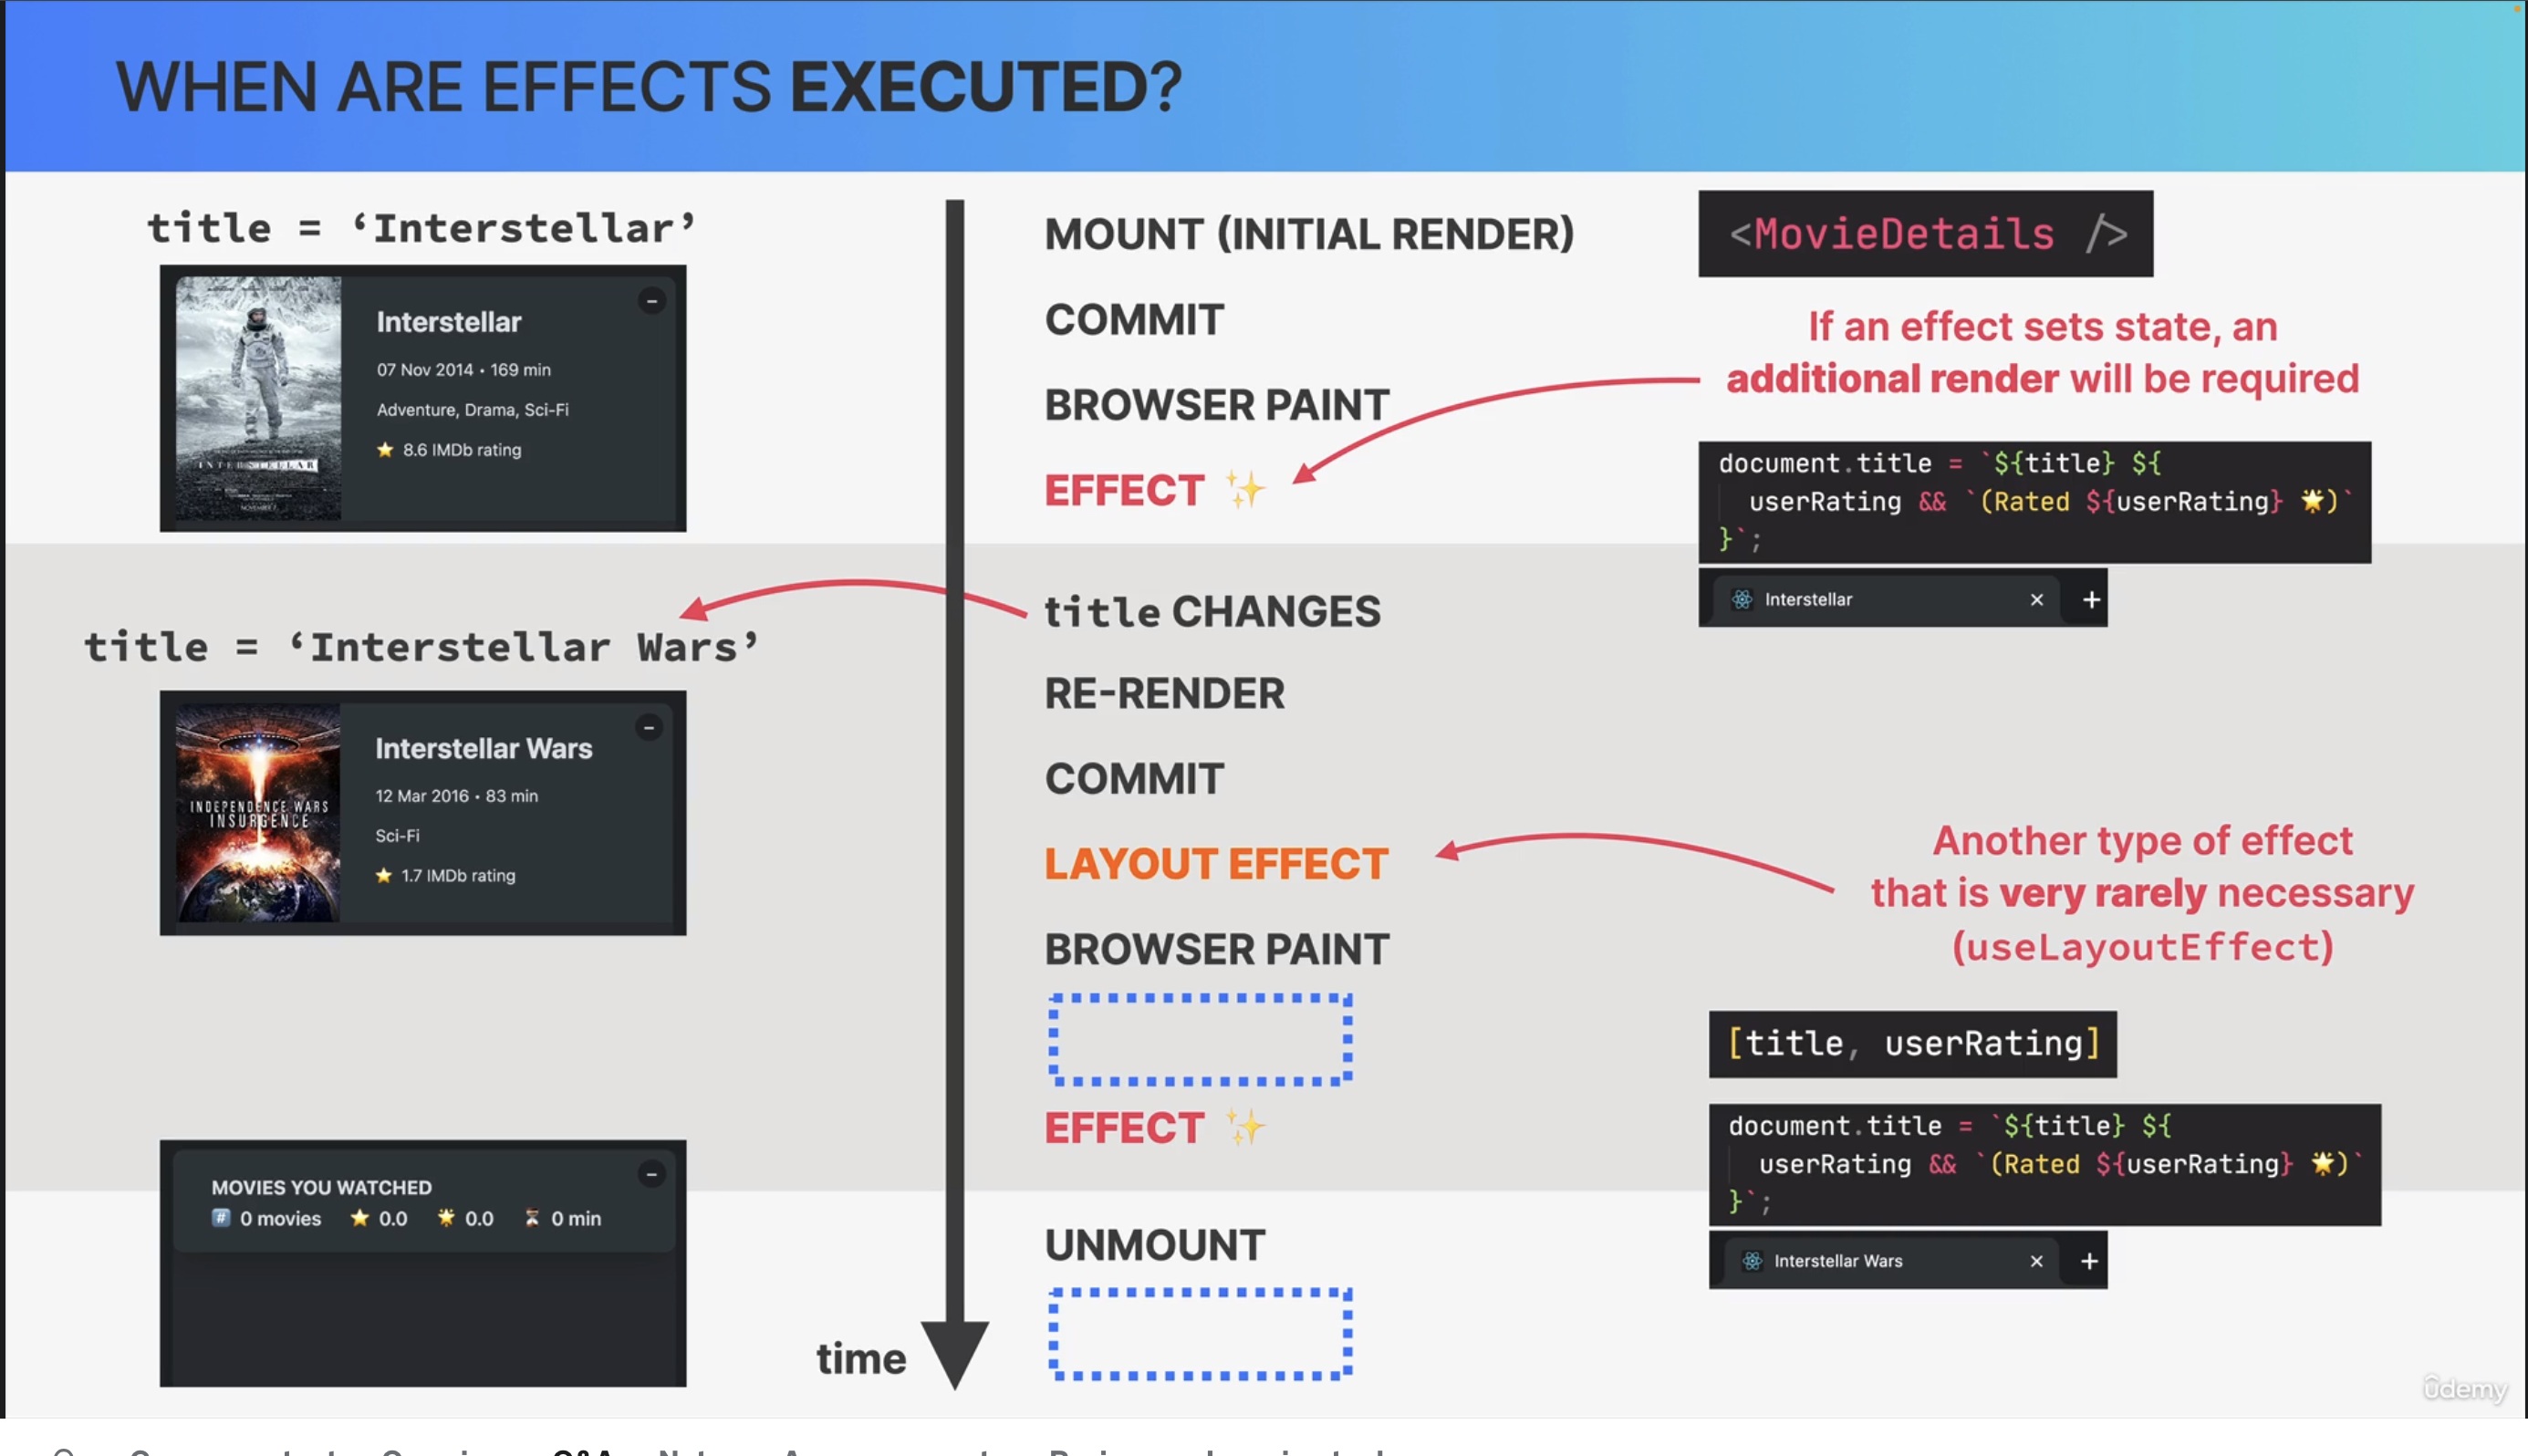 WHEN ARE EFFECTS EXECUTED?
title = ‘Interstellar’
Interstellar
07 Nov 2014 • 169 min
Adventure, Drama, Sci-Fi
8.6 IMDb rating
INTERSTELLAR
title = ‘Interstellar Wars’
Interstellar Wars
12 Mar 2016 • 83 min
Sci-Fi
1.7 IMDb rating
INDEPENDENCE WARS
INSURGENCE
MOVIES YOU WATCHED
0 movies 0.0 0.0 0 min
time
MOUNT (INITIAL RENDER)
COMMIT
BROWSER PAINT
EFFECT
title CHANGES
RE-RENDER
COMMIT
LAYOUT EFFECT
BROWSER PAINT
EFFECT
UNMOUNT
<MovieDetails />
If an effect sets state, an
additional render will be required
document.title = `${title} ${
userRating && `(Rated ${userRating} 🌟)`
}`;
Interstellar × +
Another type of effect
that is very rarely necessary
(useLayoutEffect)
[title, userRating]
document.title = `${title} ${
userRating && `(Rated ${userRating} 🌟)`
}`;
Interstellar Wars × +
ûdemy